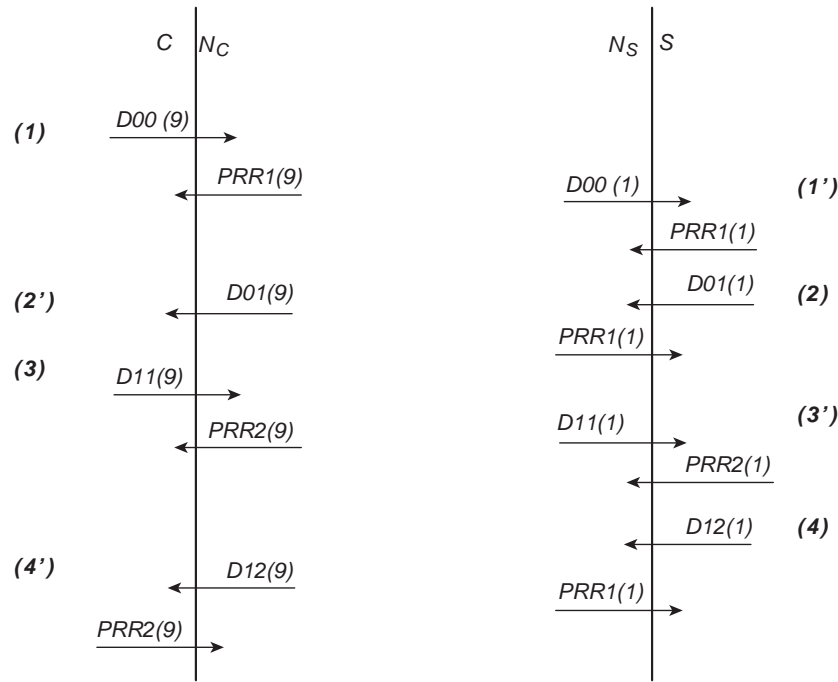 C N_C N_S S
(1) D00 (9)
PRR1(9) D00 (1) (1’)
PRR1(1)
(2’) D01(9) D01(1) (2)
PRR1(1)
(3) D11(9)
D11(1) (3’)
PRR2(9)
PRR2(1)
D12(1) (4)
(4’) D12(9)
PRR1(1)
PRR2(9)